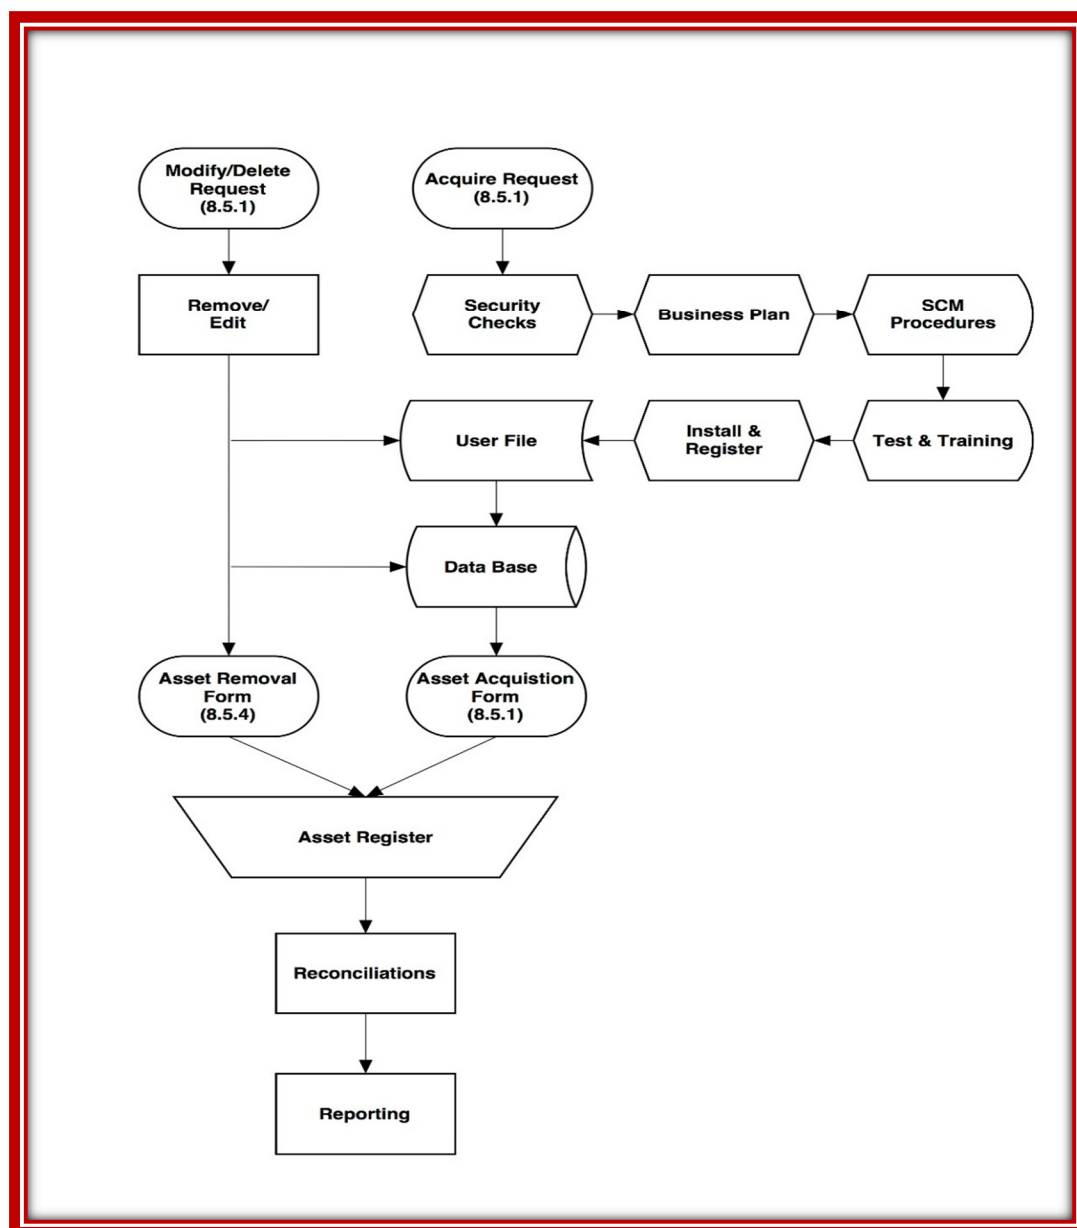 Modify/Delete
Request
(8.5.1)
Acquire Request
(8.5.1)
Remove/
Edit
Security
Checks
Business Plan
SCM
Procedures
User File
Install &
Register
Test & Training
Data Base
Asset Removal
Form
(8.5.4)
Asset Acquistion
Form
(8.5.1)
Asset Register
Reconciliations
Reporting